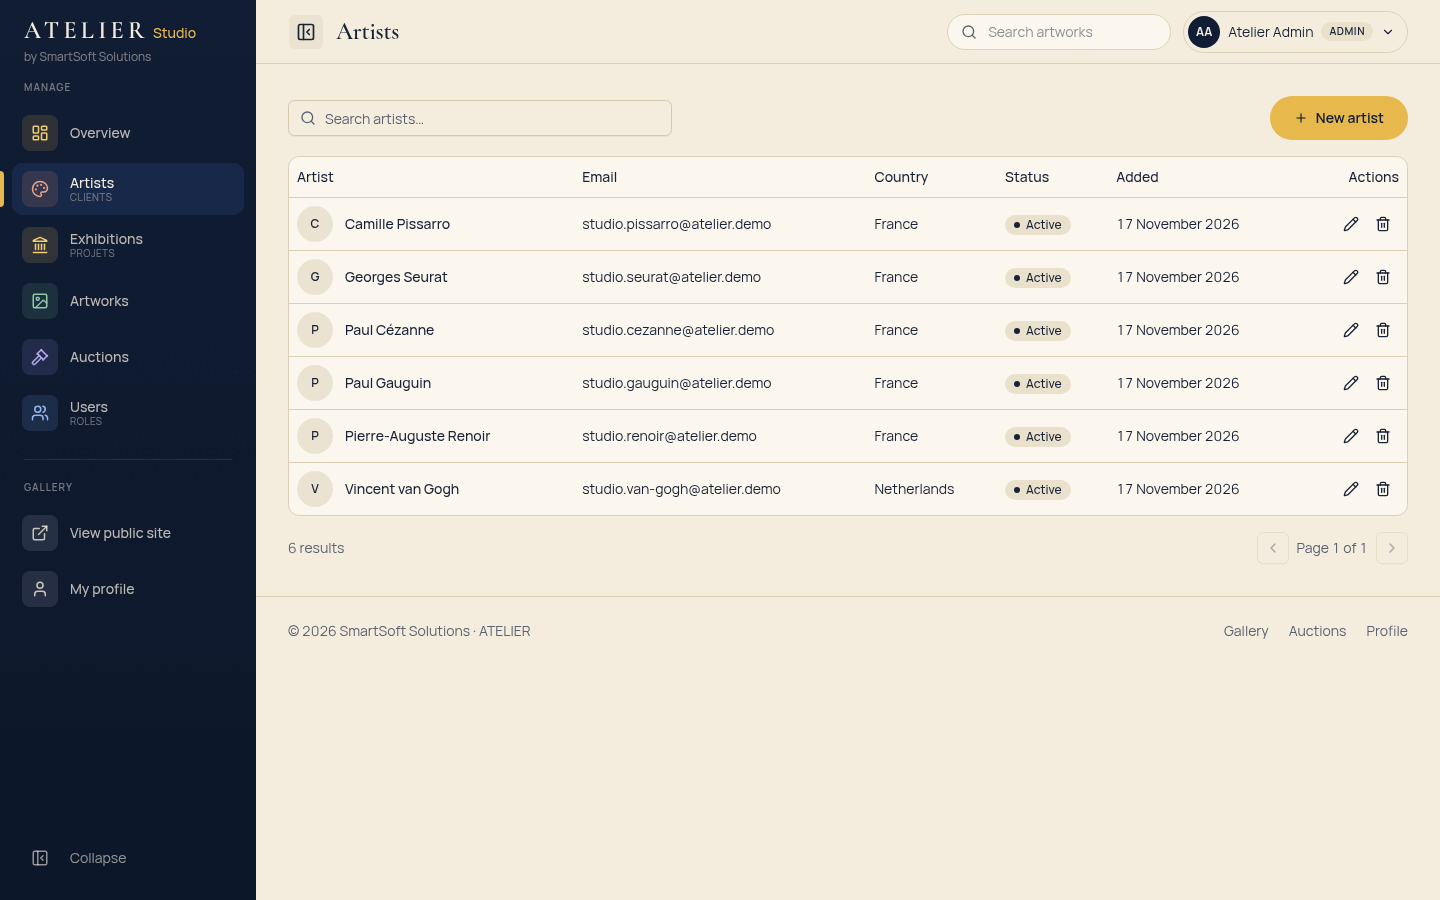 ATELIER Studio
by SmartSoft Solutions
MANAGE
Overview
Artists
CLIENTS
Exhibitions
PROJETS
Artworks
Auctions
Users
ROLES
GALLERY
View public site
My profile
Collapse
Artists
Search artworks
AA Atelier Admin ADMIN
Search artists...
New artist
Artist Email Country Status Added Actions
C Camille Pissarro studio.pissarro@atelier.demo France Active 17 November 2026
G Georges Seurat studio.seurat@atelier.demo France Active 17 November 2026
P Paul Cézanne studio.cezanne@atelier.demo France Active 17 November 2026
P Paul Gauguin studio.gauguin@atelier.demo France Active 17 November 2026
P Pierre-Auguste Renoir studio.renoir@atelier.demo France Active 17 November 2026
V Vincent van Gogh studio.van-gogh@atelier.demo Netherlands Active 17 November 2026
6 results
Page 1 of 1
© 2026 SmartSoft Solutions · ATELIER
Gallery Auctions Profile